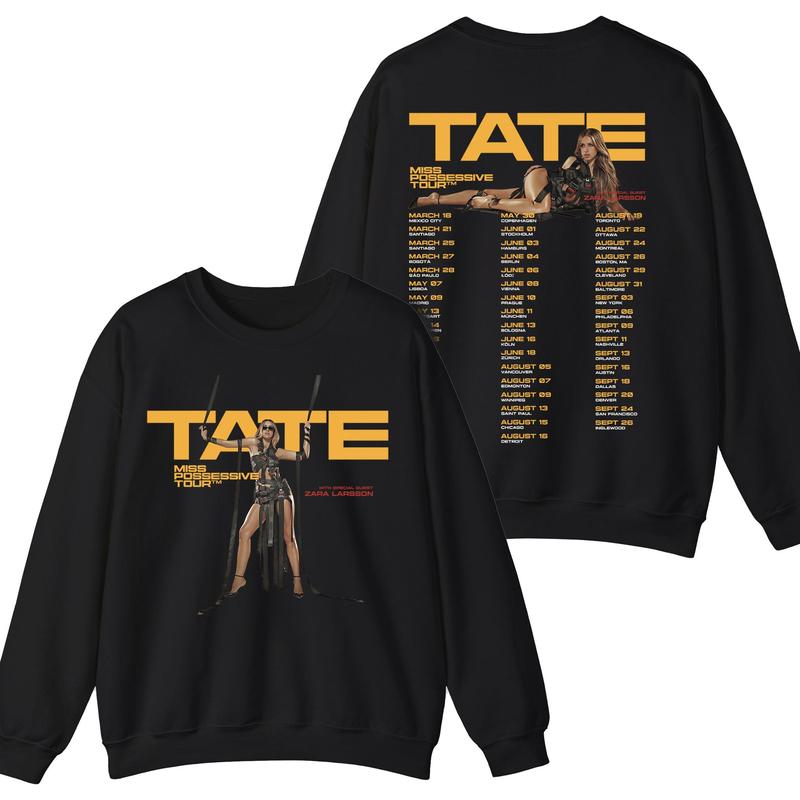 TATE
MISS
POSSESSIVE
TOUR™
SPECIAL GUEST
ZARA LARSSON
MARCH 18
MEXICO CITY
MARCH 21
SANTIAGO
MARCH 25
SANTIAGO
MARCH 27
BOGOTÁ
MARCH 28
SÃO PAULO
MAY 07
LISBOA
MAY 09
MADRID
13
MAY 30
COPENHAGEN
JUNE 01
STOCKHOLM
JUNE 03
HAMBURG
JUNE 04
BERLIN
JUNE 06
ŁÓDŹ
JUNE 08
VIENNA
JUNE 10
PRAGUE
JUNE 11
MÜNCHEN
JUNE 13
BOLOGNA
JUNE 16
KÖLN
JUNE 18
ZÜRICH
AUGUST 05
VANCOUVER
AUGUST 07
EDMONTON
AUGUST 09
WINNIPEG
AUGUST 13
SAINT PAUL
AUGUST 15
CHICAGO
AUGUST 16
DETROIT
AUGUST 19
TORONTO
AUGUST 22
OTTAWA
AUGUST 24
MONTREAL
AUGUST 26
BOSTON, MA
AUGUST 29
CLEVELAND
AUGUST 31
BALTIMORE
SEPT 03
NEW YORK
SEPT 06
PHILADELPHIA
SEPT 09
ATLANTA
SEPT 11
NASHVILLE
SEPT 13
ORLANDO
SEPT 16
AUSTIN
SEPT 18
DALLAS
SEPT 20
DENVER
SEPT 24
SAN FRANCISCO
SEPT 26
INGLEWOOD
TATE
MISS
POSSESSIVE
TOUR™
WITH SPECIAL GUEST
ZARA LARSSON